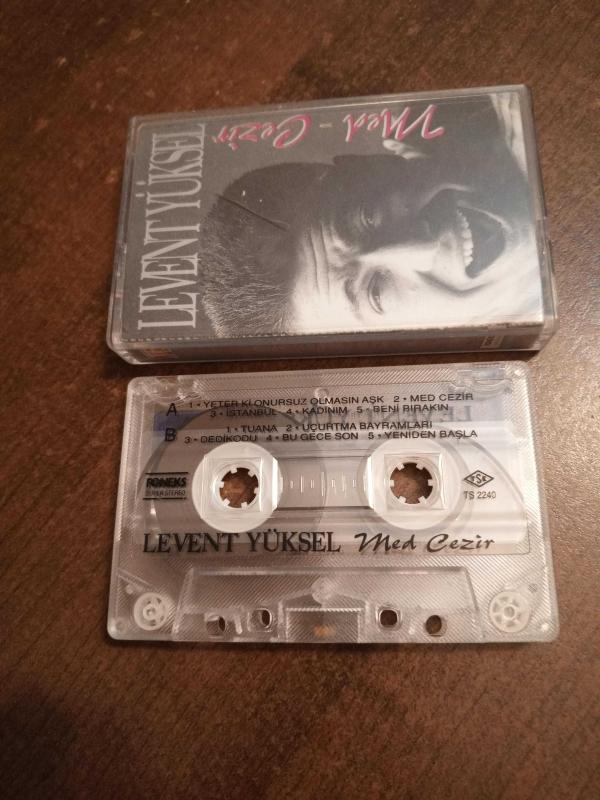 Med - Cezir
LEVENT YÜKSEL
A 1 • YETER Kİ ONURSUZ OLMASIN AŞK 2 • MED CEZİR
3 • İSTANBUL 4 • KADINIM 5 • BENİ BIRAKIN
B 1 • TUANA 2 • UÇURTMA BAYRAMLARI
3 • DEDİKODU 4 • BU GECE SON 5 • YENİDEN BAŞLA
FONEKS
STEREO
TSE
TS 2240
LEVENT YÜKSEL Med Cezir